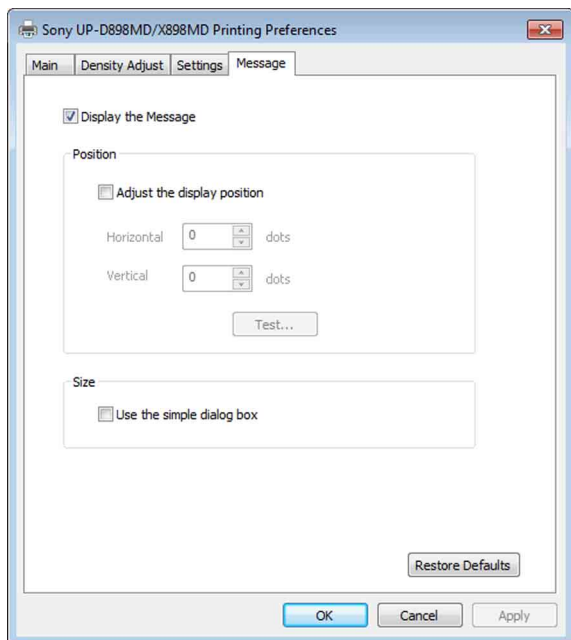 Sony UP-D898MD/X898MD Printing Preferences
Main Density Adjust Settings Message
Display the Message
Position
Adjust the display position
Horizontal 0 dots
Vertical 0 dots
Test...
Size
Use the simple dialog box
Restore Defaults
OK Cancel Apply